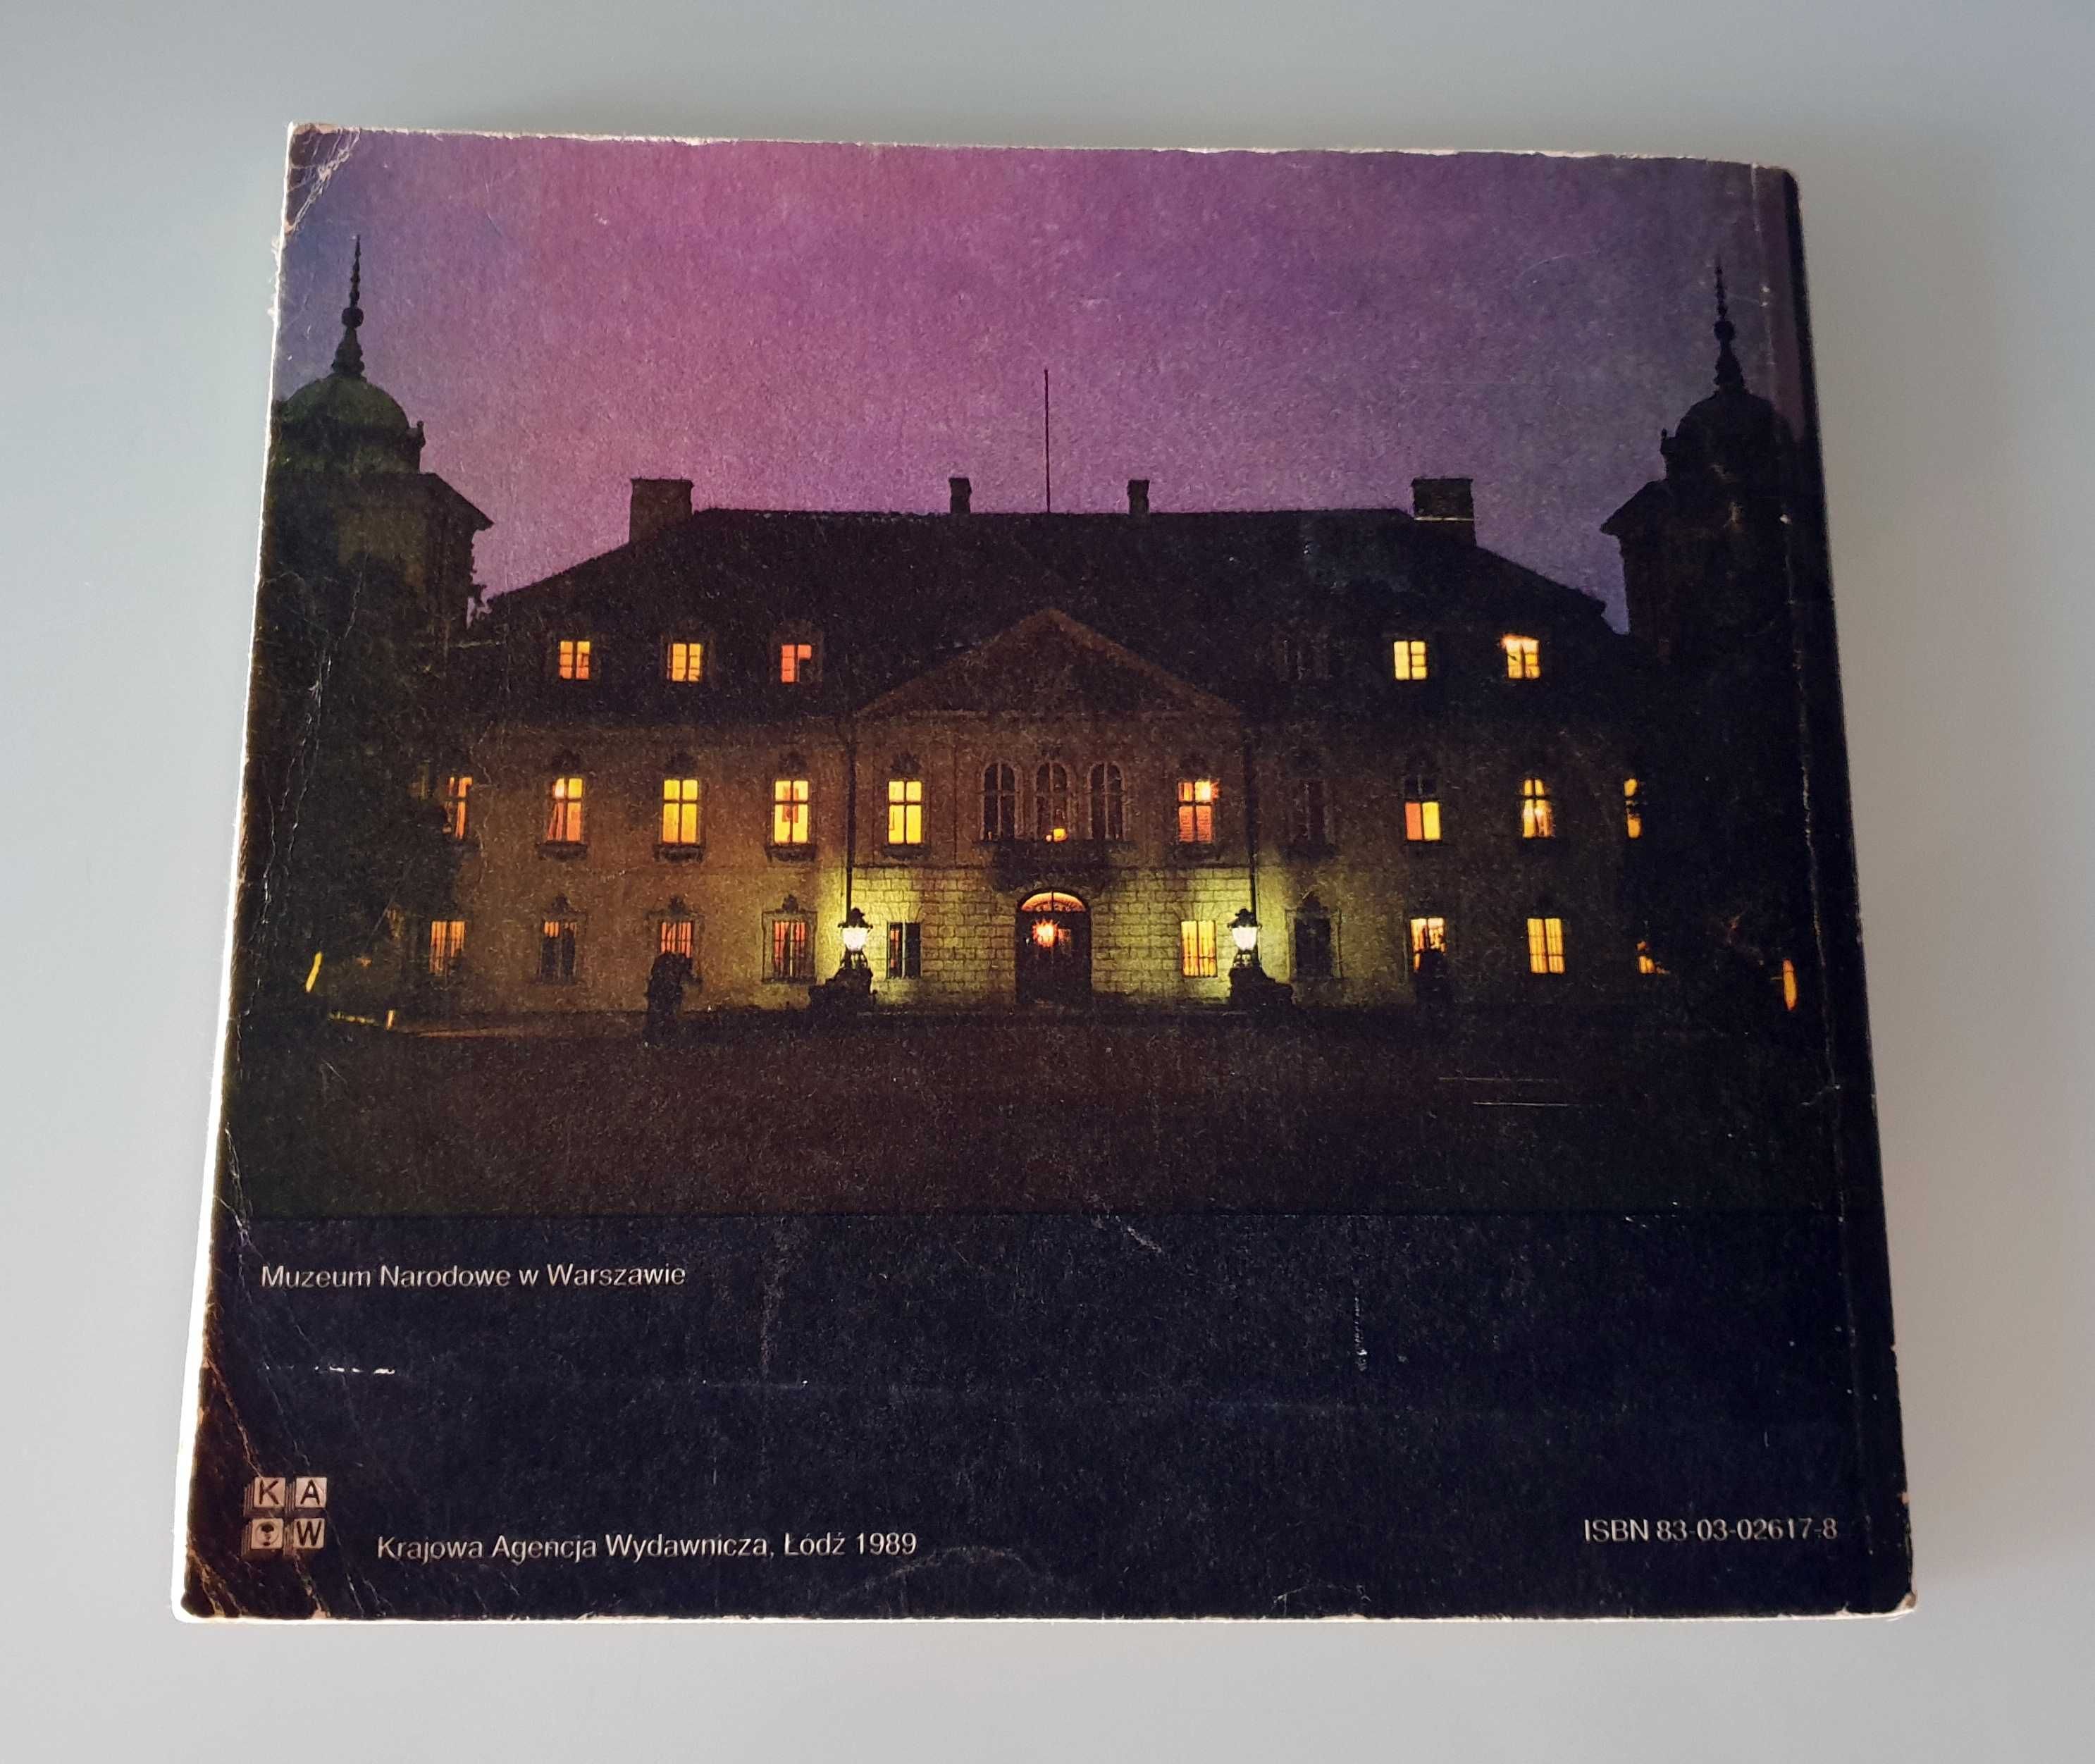 Muzeum Narodowe w Warszawie
K A
W
Krajowa Agencja Wydawnicza, Łódź 1989
ISBN 83-03-02617-8